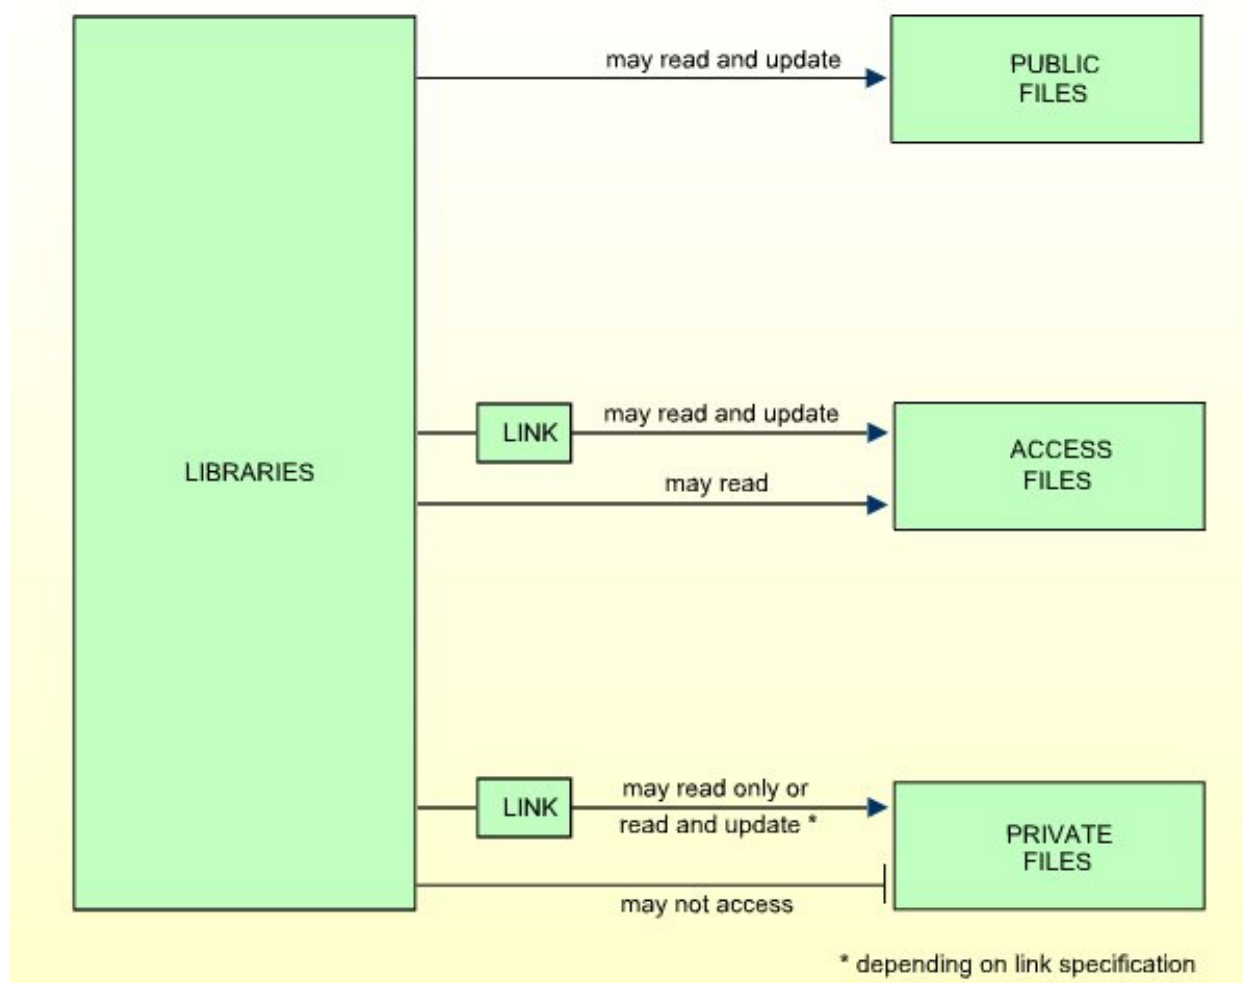 may read and update
PUBLIC
FILES
LIBRARIES
LINK
may read and update
may read
ACCESS
FILES
LINK
may read only or
read and update *
may not access
PRIVATE
FILES
* depending on link specification